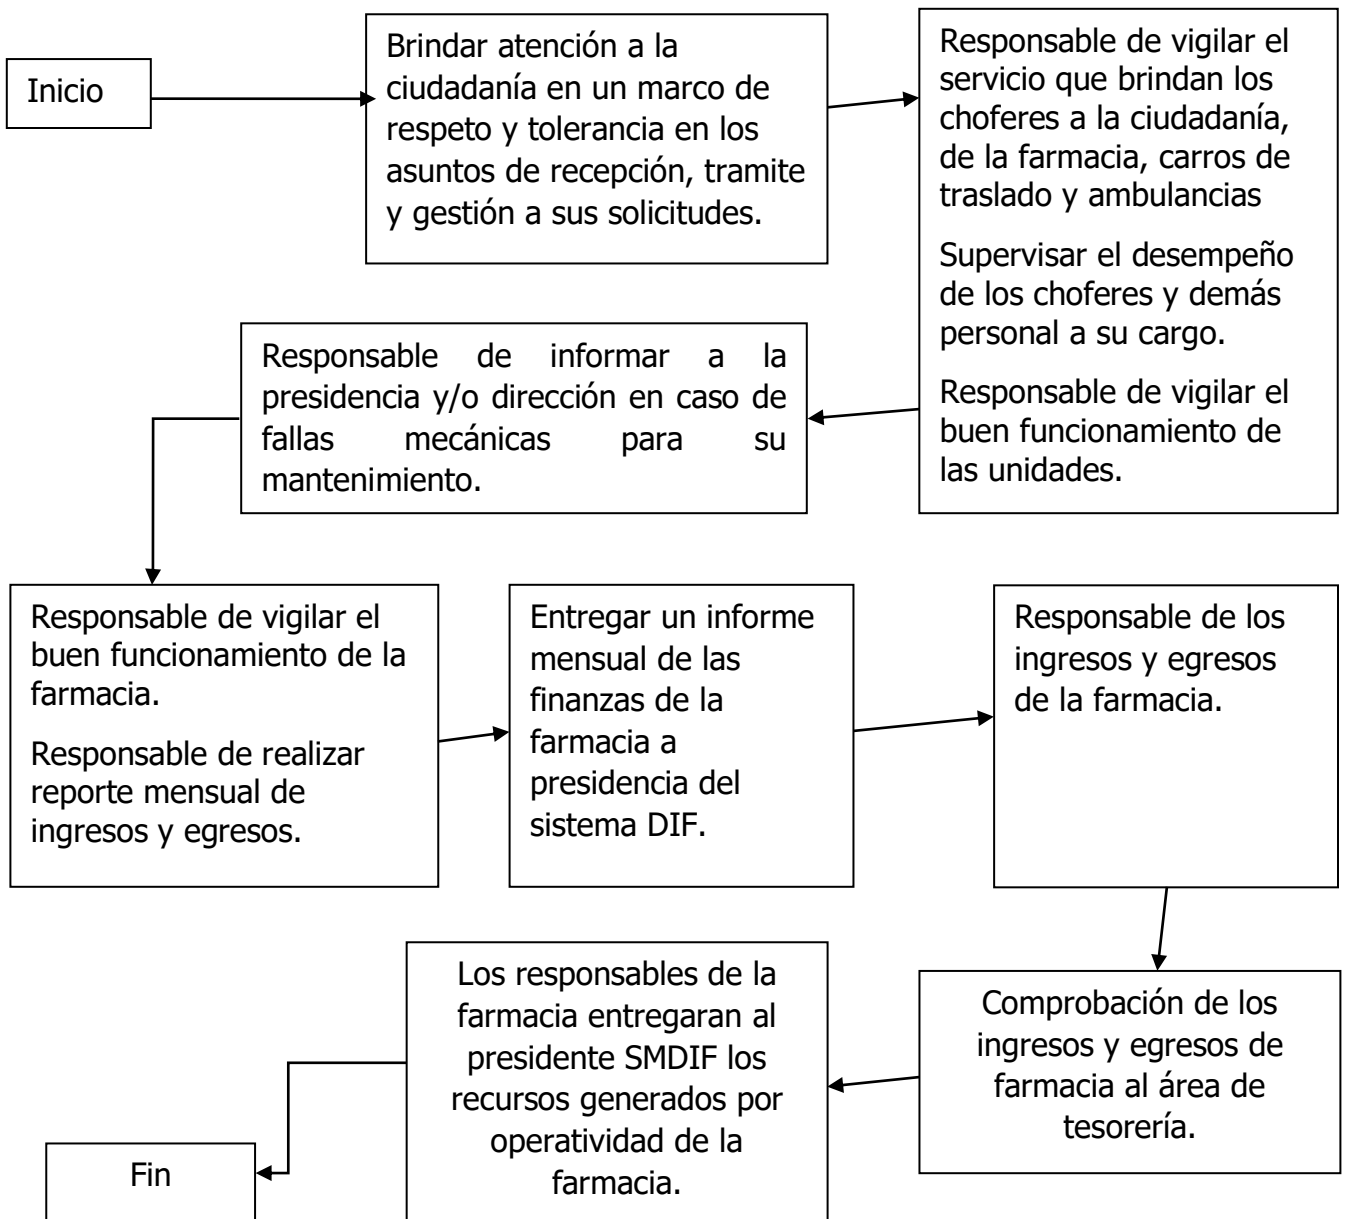 Inicio
Brindar atención a la
ciudadanía en un marco de
respeto y tolerancia en los
asuntos de recepción, tramite
y gestión a sus solicitudes.
Responsable de vigilar el
servicio que brindan los
choferes a la ciudadanía,
de la farmacia, carros de
traslado y ambulancias
Supervisar el desempeño
de los choferes y demás
personal a su cargo.
Responsable de vigilar el
buen funcionamiento de
las unidades.
Responsable de informar a la
presidencia y/o dirección en caso de
fallas mecánicas para su
mantenimiento.
Responsable de vigilar el
buen funcionamiento de la
farmacia.
Responsable de realizar
reporte mensual de
ingresos y egresos.
Entregar un informe
mensual de las
finanzas de la
farmacia a
presidencia del
sistema DIF.
Responsable de los
ingresos y egresos
de la farmacia.
Comprobación de los
ingresos y egresos de
farmacia al área de
tesorería.
Los responsables de la
farmacia entregaran al
presidente SMDIF los
recursos generados por
operatividad de la
farmacia.
Fin